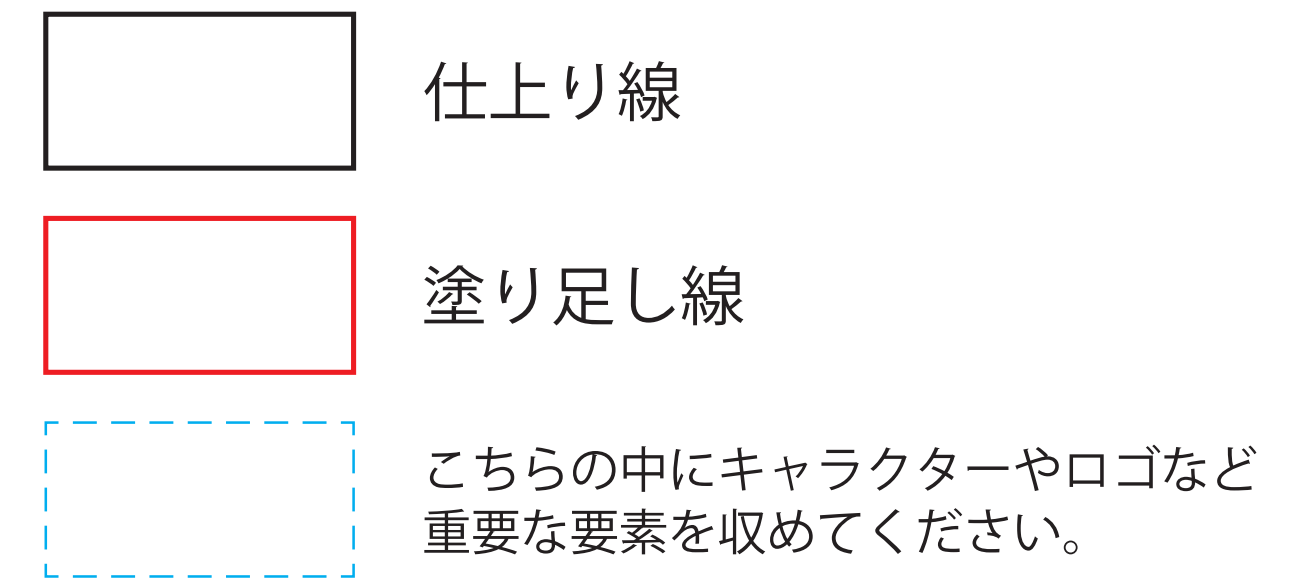 仕上り線
塗り足し線
こちらの中にキャラクターやロゴなど
重要な要素を収めてください。